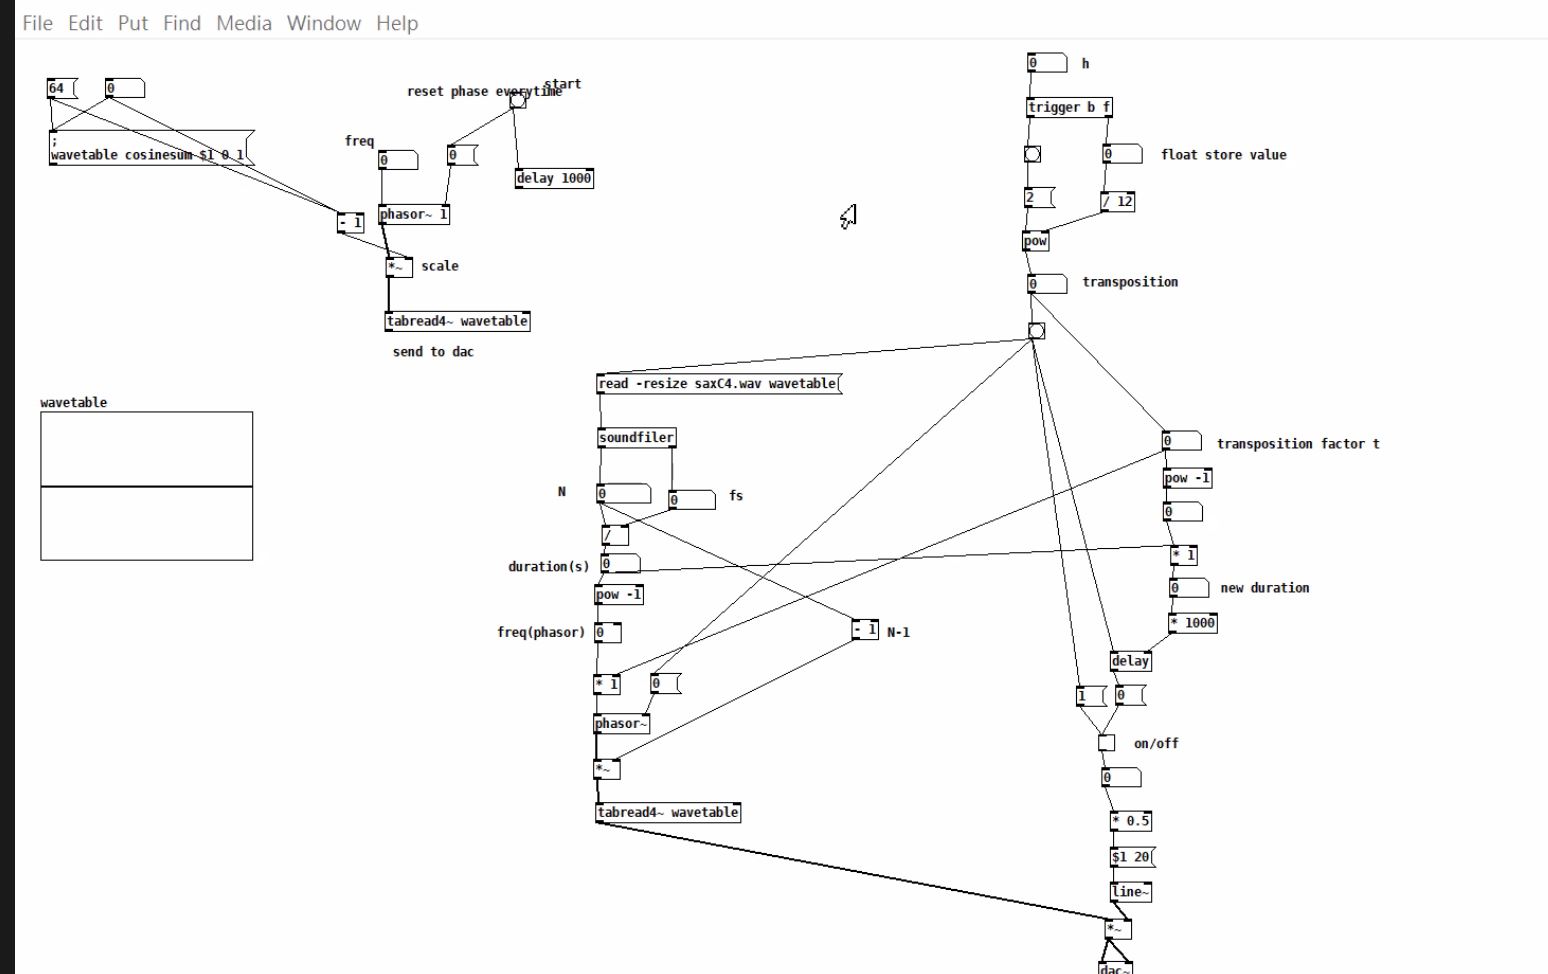 File Edit Put Find Media Window Help
0 h
64 0
start
reset phase everytime
trigger b f
;
wavetable cosinesum $1 0 1
freq
0
0
0 float store value
delay 1000
2
/ 12
- 1
phasor~ 1
pow
*~ scale
0 transposition
tabread4~ wavetable
send to dac
read -resize saxC4.wav wavetable
wavetable
soundfiler
0 transposition factor t
pow -1
N 0
0 fs
0
/
* 1
duration(s) 0
pow -1
0 new duration
* 1000
freq(phasor) 0
- 1 N-1
delay
* 1
0
1
0
phasor~
on/off
*~
0
tabread4~ wavetable
* 0.5
$1 20
line~
*~
dac~